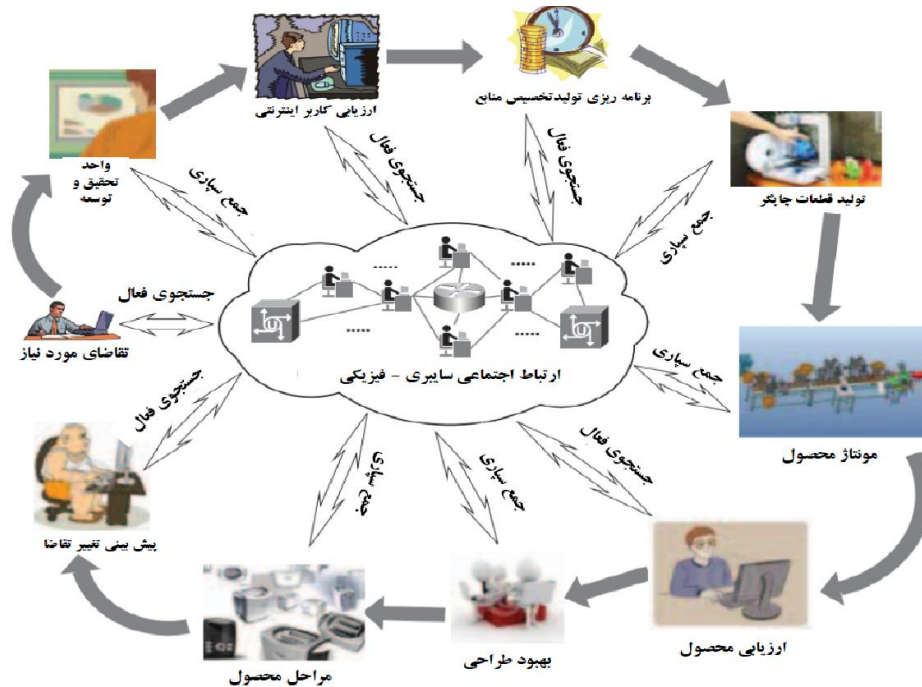 ارزیابی کاربر اینترنتی
برنامه ریزی تولیدتخصیص منابع
واحد
تحقیق و
توسعه
تولید قطعات چاپگر
جمع سپاری
جستجوی فعال
جستجوی فعال
جمع سپاری
جستجوی فعال
تقاضای مورد نیاز
.....
.....
.....
.....
ارتباط اجتماعی سایبری - فیزیکی
جمع سپاری
مونتاژ محصول
جستجوی فعال
جمع سپاری
جمع سپاری
جستجوی فعال
پیش بینی تغییر تقاضا
ارزیابی محصول
بهبود طراحی
مراحل محصول